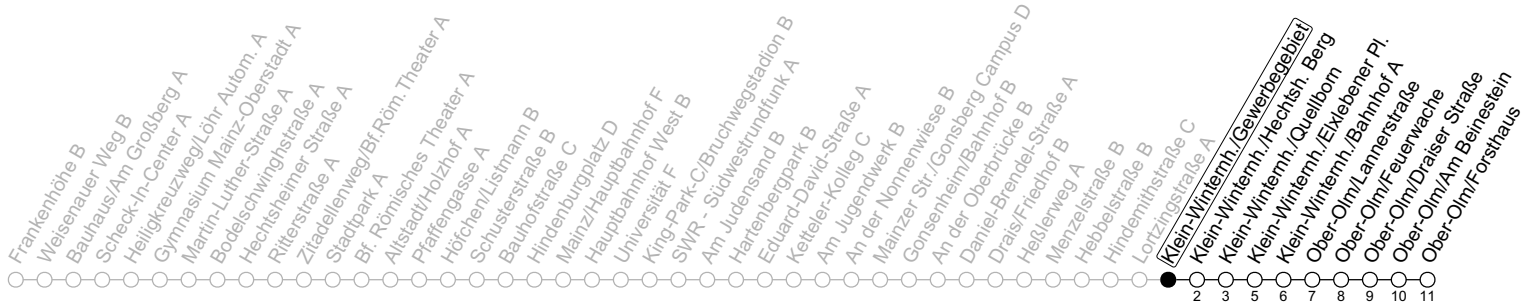 Frankenhöhe B
Weisenauer Weg B
Bauhaus/Am Großberg A
Scheck-In-Center A
Heiligkreuzweg/Löhr Autom. A
Gymnasium Mainz-Oberstadt A
Martin-Luther-Straße A
Bodelschwinghstraße A
Hechtsheimer Straße A
Ritterstraße A
Zitadellenweg/Bf.Röm. Theater A
Stadtpark A
Bf. Römisches Theater A
Altstadt/Holzhof A
Pfaffengasse A
Höfchen/Listmann B
Schusterstraße B
Bauhofstraße C
Hindenburgplatz D
Mainz/Hauptbahnhof F
Hauptbahnhof West B
Universität F
King-Park-C/Bruchwegstadion B
SWR - Südwestrundfunk A
Am Judensand B
Hartenbergpark B
Eduard-David-Straße A
Ketteler-Kolleg C
Am Jugendwerk B
An der Nonnenwiese B
Mainzer Str./Gonsberg Campus D
Gonsenheim/Bahnhof B
An der Oberbrücke B
Daniel-Brendel-Straße A
Drais/Friedhof B
Heßlerweg A
Menzelstraße B
Hebbelstraße B
Hindemithstraße C
Lortzingstraße A
Klein-Winternh./Gewerbegebiet
Klein-Winternh./Hechtsh. Berg
Klein-Winternh./Quellborn
Klein-Winternh./Eixlebener Pl.
Klein-Winternh./Bahnhof A
Ober-Olm/Lannerstraße
Ober-Olm/Feuerwache
Ober-Olm/Draiser Straße
Ober-Olm/Am Beinestein
Ober-Olm/Forsthaus
2 3 5 6 7 8 9 10 11